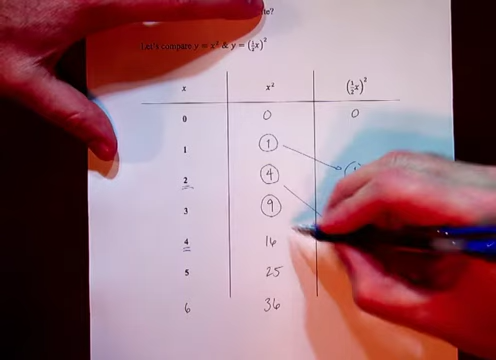 te?
Let's compare y = x² & y = (½x)²
x x² (½x)²
0 0 0
1 1
2 4
3 9
4 16
5 25
6 36